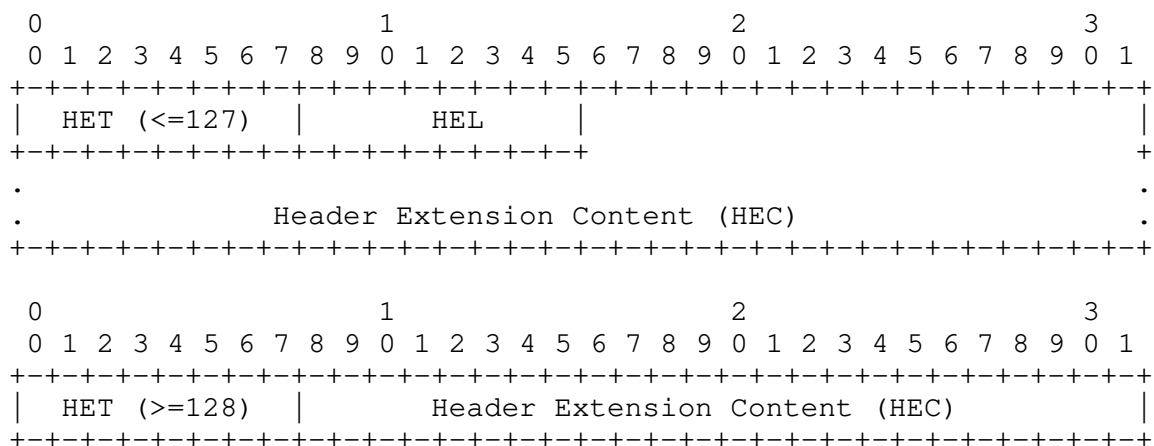 0                   1                   2                   3
 0 1 2 3 4 5 6 7 8 9 0 1 2 3 4 5 6 7 8 9 0 1 2 3 4 5 6 7 8 9 0 1
+-+-+-+-+-+-+-+-+-+-+-+-+-+-+-+-+-+-+-+-+-+-+-+-+-+-+-+-+-+-+-+-+
|  HET (<=127)  |       HEL     |                               |
+-+-+-+-+-+-+-+-+-+-+-+-+-+-+-+-+                               +
.                                                               .
.              Header Extension Content (HEC)                   .
+-+-+-+-+-+-+-+-+-+-+-+-+-+-+-+-+-+-+-+-+-+-+-+-+-+-+-+-+-+-+-+-+
 0                   1                   2                   3
 0 1 2 3 4 5 6 7 8 9 0 1 2 3 4 5 6 7 8 9 0 1 2 3 4 5 6 7 8 9 0 1
+-+-+-+-+-+-+-+-+-+-+-+-+-+-+-+-+-+-+-+-+-+-+-+-+-+-+-+-+-+-+-+-+
|  HET (>=128)  |       Header Extension Content (HEC)          |
+-+-+-+-+-+-+-+-+-+-+-+-+-+-+-+-+-+-+-+-+-+-+-+-+-+-+-+-+-+-+-+-+